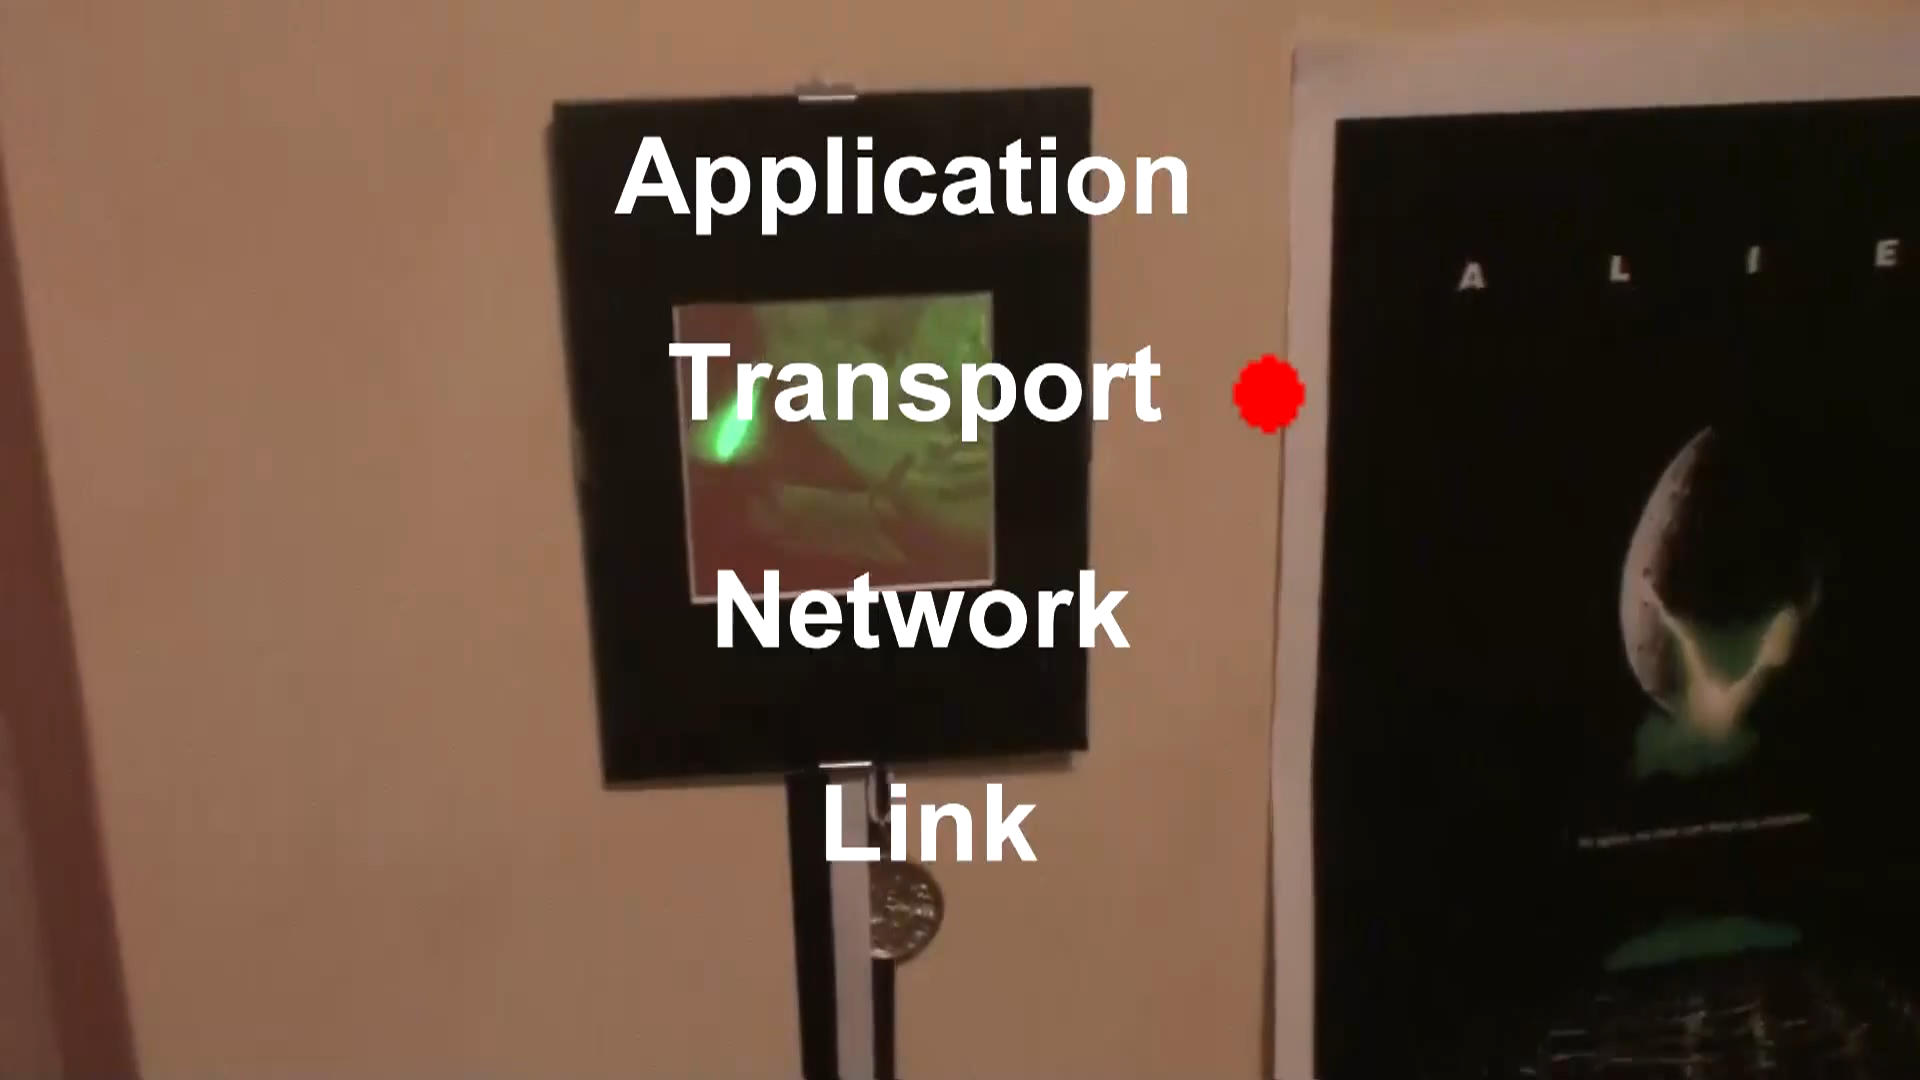 Application
A L I E
Transport
Network
Link